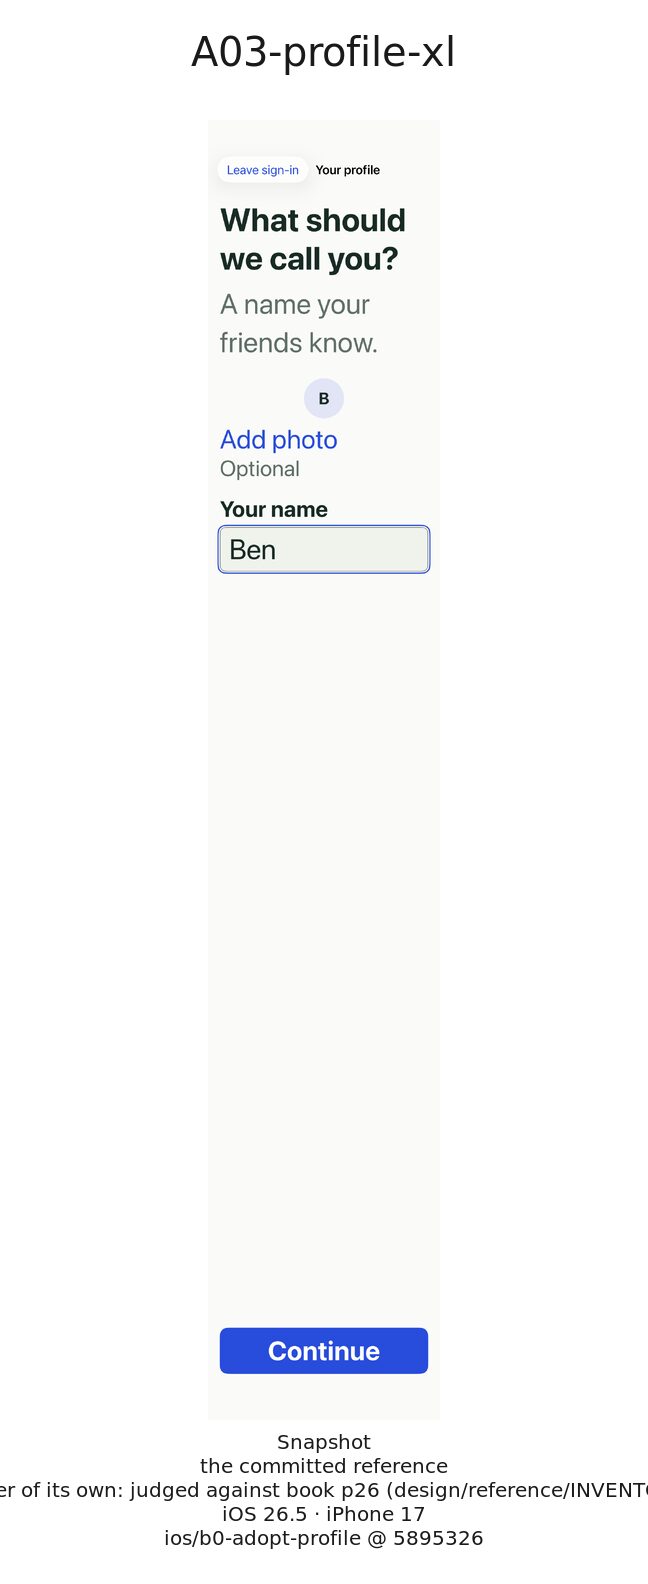 A03-profile-xl
Leave sign-in Your profile
What should
we call you?
A name your
friends know.
B
Add photo
Optional
Your name
Ben
Continue
Snapshot
the committed reference
of its own: judged against book p26 (design/reference/
iOS 26.5 · iPhone 17
ios/b0-adopt-profile @ 5895326